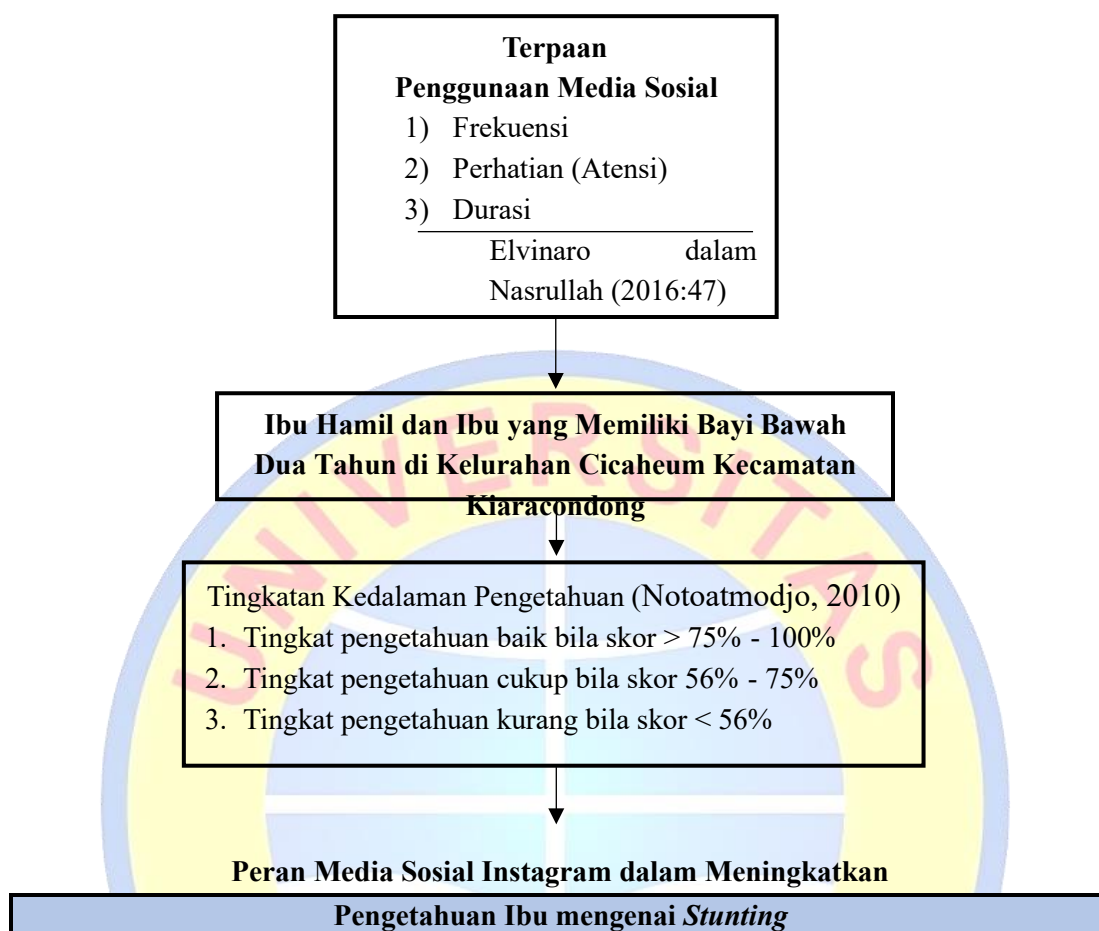 Terpaan
Penggunaan Media Sosial
1) Frekuensi
2) Perhatian (Atensi)
3) Durasi
Elvinaro dalam
Nasrullah (2016:47)
UNIVERSITAS
Ibu Hamil dan Ibu yang Memiliki Bayi Bawah
Dua Tahun di Kelurahan Cicaheum Kecamatan
Kiaracondong
Tingkatan Kedalaman Pengetahuan (Notoatmodjo, 2010)
1. Tingkat pengetahuan baik bila skor > 75% - 100%
2. Tingkat pengetahuan cukup bila skor 56% - 75%
3. Tingkat pengetahuan kurang bila skor < 56%
Peran Media Sosial Instagram dalam Meningkatkan
Pengetahuan Ibu mengenai Stunting